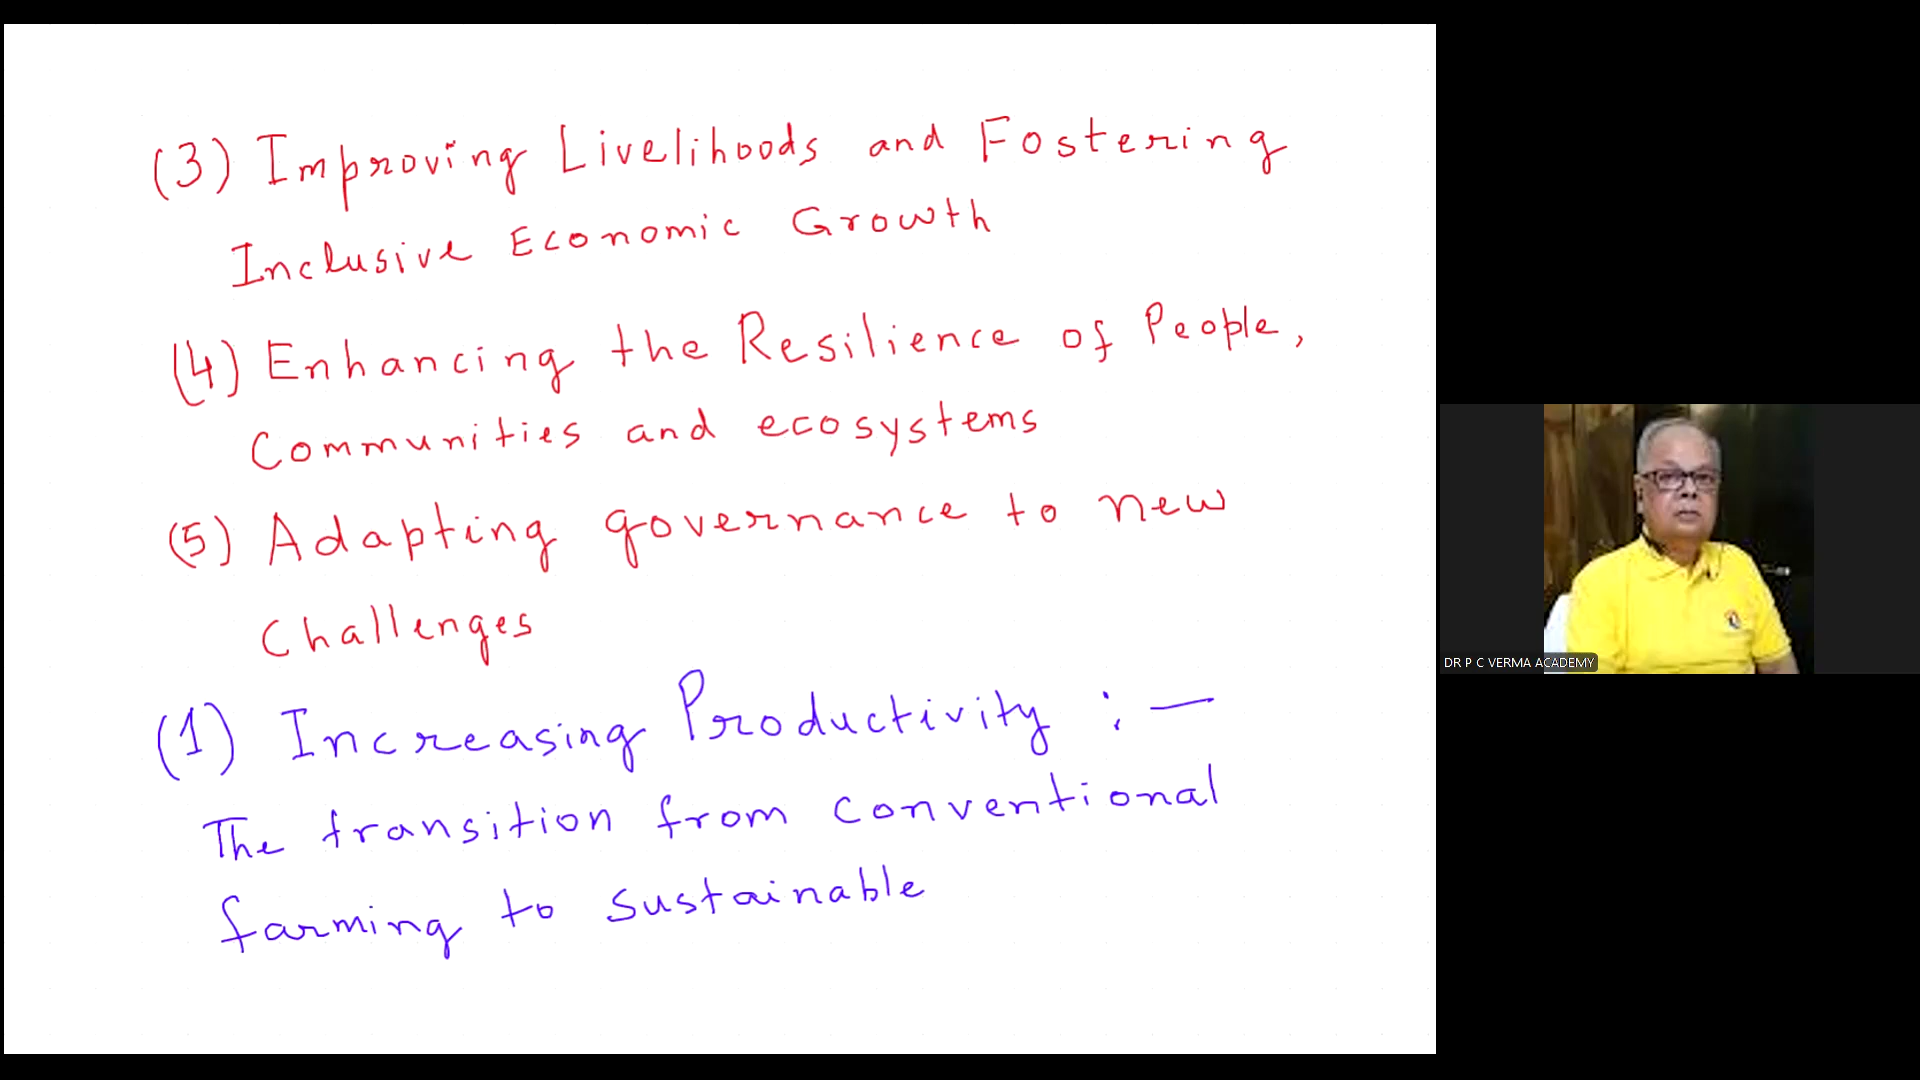 (3) Improving Livelihoods and Fostering
Inclusive Economic Growth
(4) Enhancing the Resilience of People,
Communities and ecosystems
(5) Adapting governance to new
Challenges
(1) Increasing Productivity : —
The transition from conventional
farming to sustainable
DR P C VERMA ACADEMY